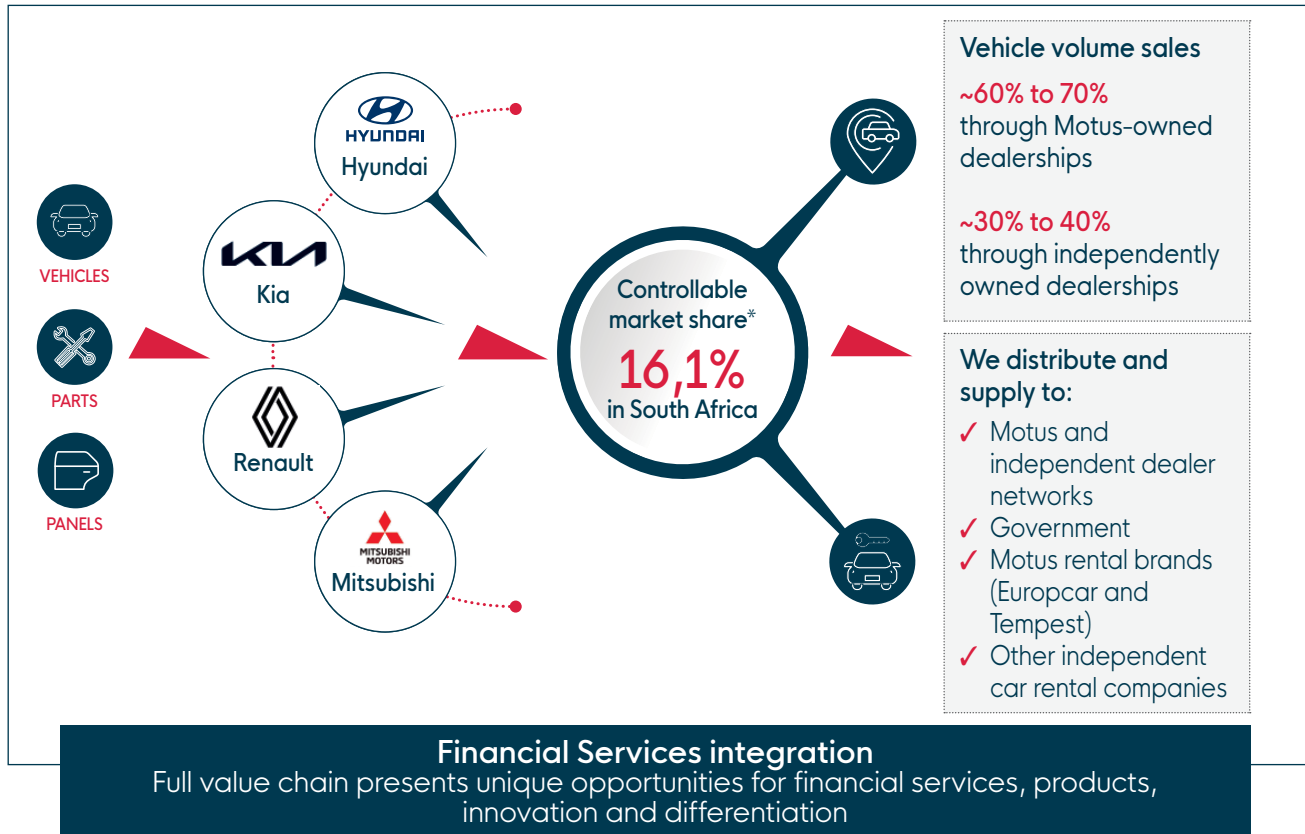 VEHICLES
PARTS
PANELS
HYUNDAI
Hyundai
KIA
Kia
Renault
MITSUBISHI
MOTORS
Mitsubishi
Controllable
market share*
16,1%
in South Africa
Vehicle volume sales
~60% to 70%
through Motus-owned
dealerships
~30% to 40%
through independently
owned dealerships
We distribute and
supply to:
✓ Motus and
independent dealer
networks
✓ Government
✓ Motus rental brands
(Europcar and
Tempest)
✓ Other independent
car rental companies
Financial Services integration
Full value chain presents unique opportunities for financial services, products,
innovation and differentiation